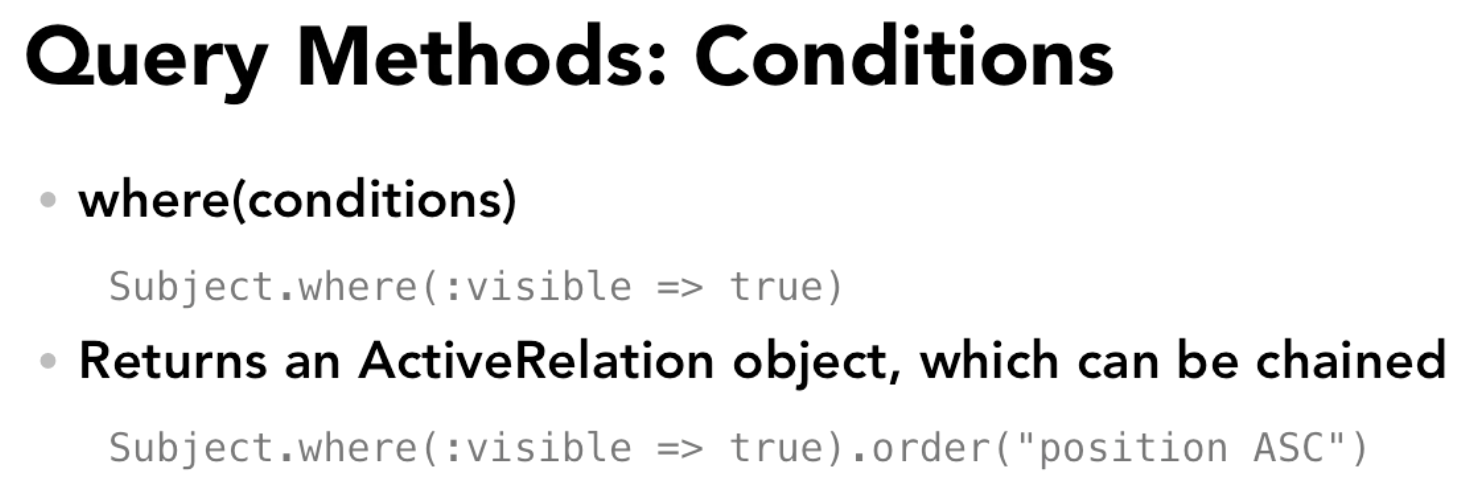 Query Methods: Conditions
• where(conditions)
Subject.where(:visible => true)
• Returns an ActiveRelation object, which can be chained
Subject.where(:visible => true).order("position ASC")